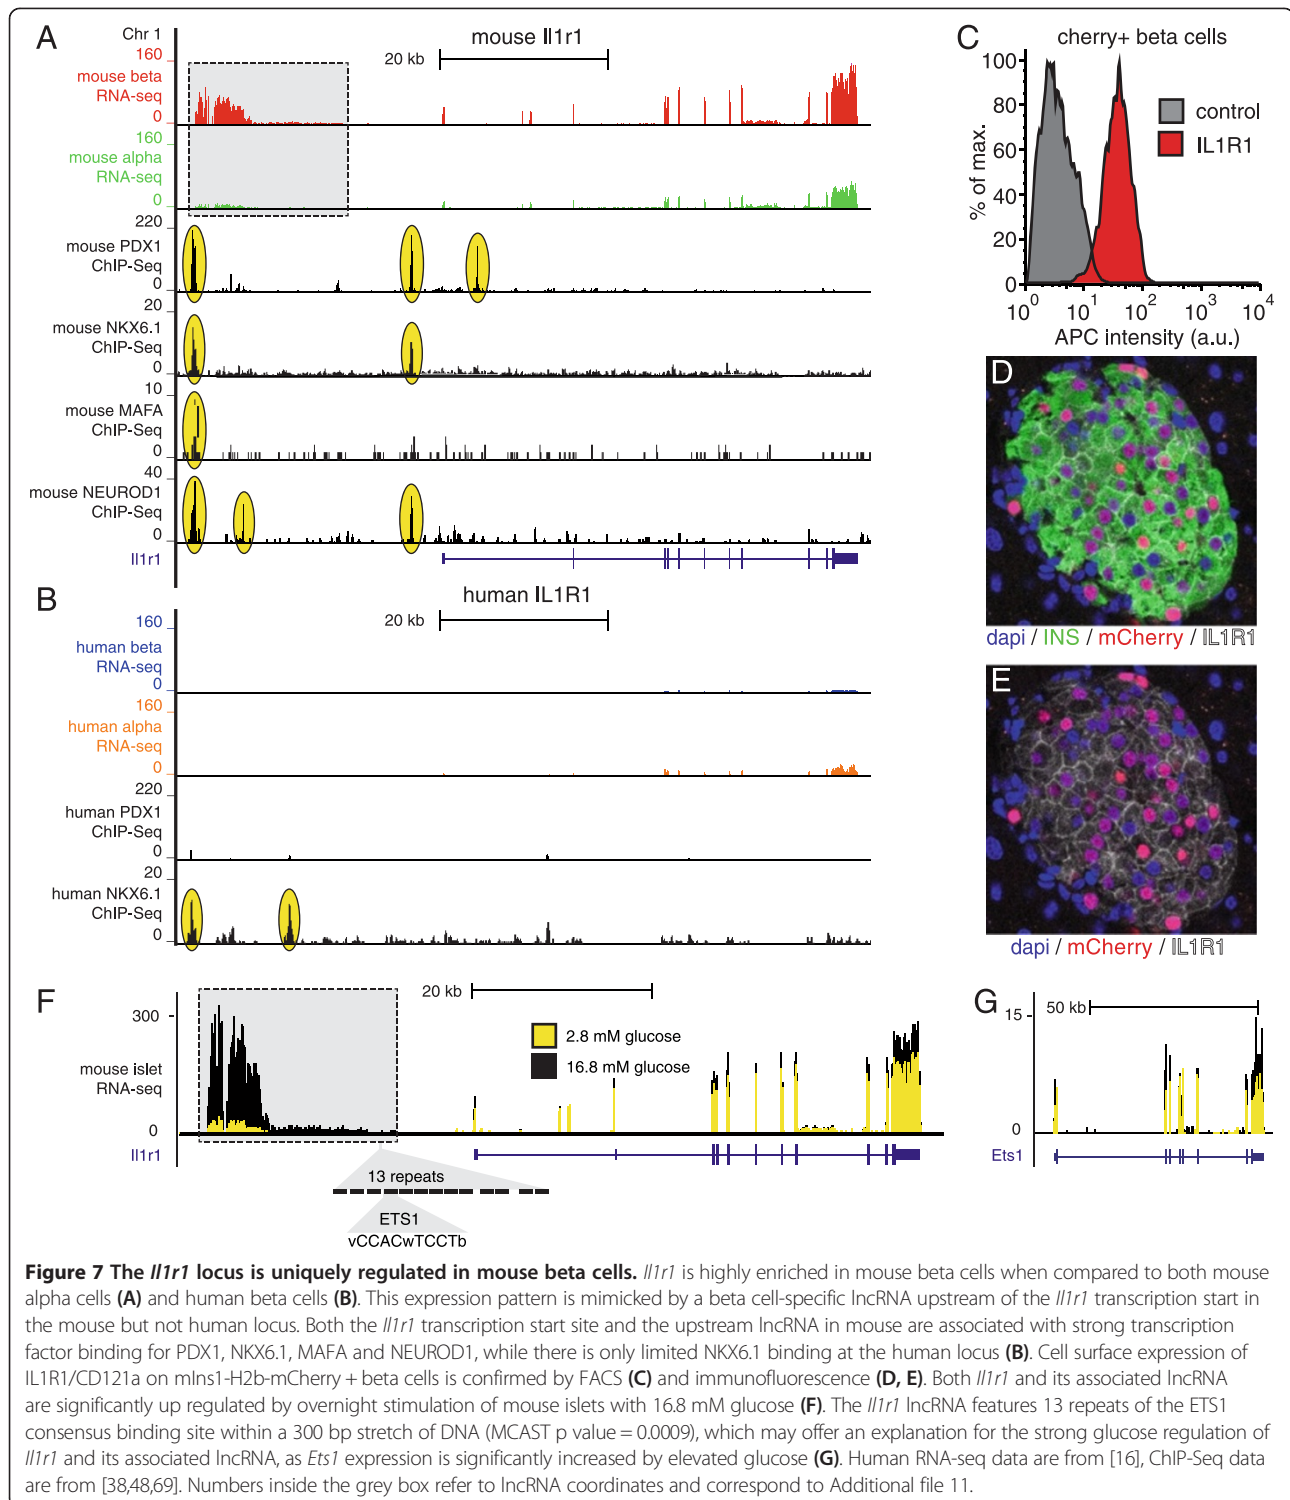 A
Chr 1
mouse Il1r1
20 kb
160
mouse beta
RNA-seq
0
160
mouse alpha
RNA-seq
0
220
mouse PDX1
ChIP-Seq
0
20
mouse NKX6.1
ChIP-Seq
0
10
mouse MAFA
ChIP-Seq
0
40
mouse NEUROD1
ChIP-Seq
0
Il1r1
B
human IL1R1
20 kb
160
human beta
RNA-seq
0
160
human alpha
RNA-seq
0
220
human PDX1
ChIP-Seq
0
20
human NKX6.1
ChIP-Seq
0
C
cherry+ beta cells
100
80
60
40
20
0
% of max.
control
IL1R1
10^0 10^1 10^2 10^3 10^4
APC intensity (a.u.)
D
dapi / INS / mCherry / IL1R1
E
dapi / mCherry / IL1R1
F
20 kb
300
2.8 mM glucose
16.8 mM glucose
mouse islet
RNA-seq
0
Il1r1
13 repeats
ETS1
vCCACwTCCTb
G
50 kb
15
0
Ets1
Figure 7 The Il1r1 locus is uniquely regulated in mouse beta cells. Il1r1 is highly enriched in mouse beta cells when compared to both mouse
alpha cells (A) and human beta cells (B). This expression pattern is mimicked by a beta cell-specific lncRNA upstream of the Il1r1 transcription start in
the mouse but not human locus. Both the Il1r1 transcription start site and the upstream lncRNA in mouse are associated with strong transcription
factor binding for PDX1, NKX6.1, MAFA and NEUROD1, while there is only limited NKX6.1 binding at the human locus (B). Cell surface expression of
IL1R1/CD121a on mIns1-H2b-mCherry + beta cells is confirmed by FACS (C) and immunofluorescence (D, E). Both Il1r1 and its associated lncRNA
are significantly up regulated by overnight stimulation of mouse islets with 16.8 mM glucose (F). The Il1r1 lncRNA features 13 repeats of the ETS1
consensus binding site within a 300 bp stretch of DNA (MCAST p value = 0.0009), which may offer an explanation for the strong glucose regulation of
Il1r1 and its associated lncRNA, as Ets1 expression is significantly increased by elevated glucose (G). Human RNA-seq data are from [16], ChIP-Seq data
are from [38,48,69]. Numbers inside the grey box refer to lncRNA coordinates and correspond to Additional file 11.